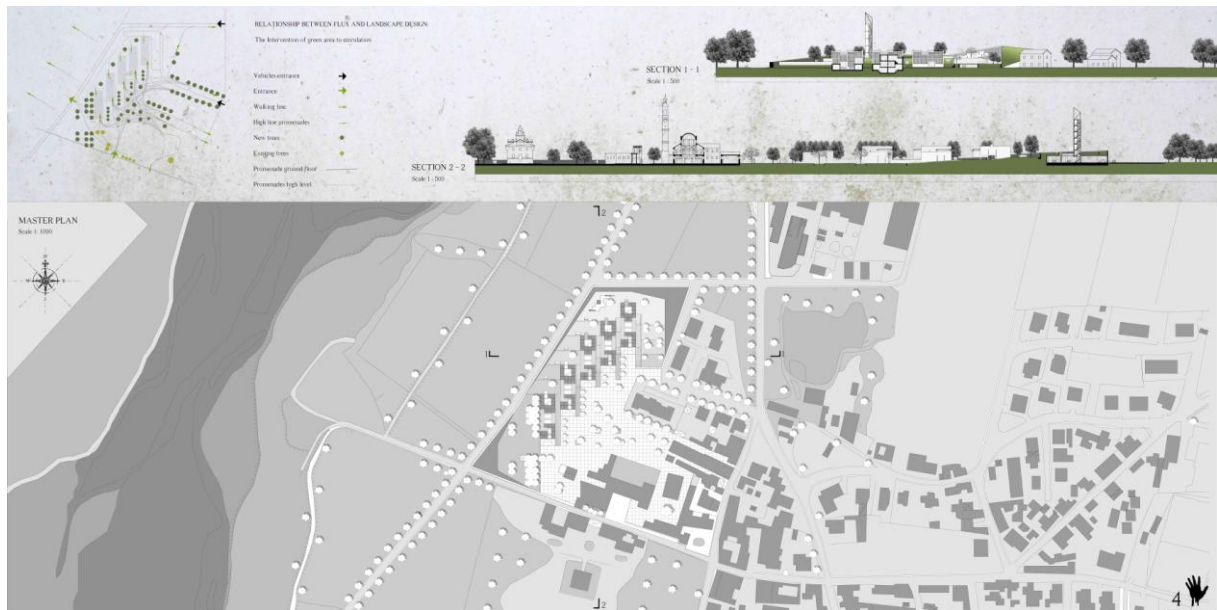 RELATIONSHIP BETWEEN FLUX AND LANDSCAPE DESIGN:
The Intervention of green area to circulation
Vehicles entrance
Entrance
Walking line
High line promenades
New trees
Existing trees
Promenade ground floor
Promenades high level
SECTION 1 - 1
Scale 1 - 500
SECTION 2 - 2
Scale 1 - 500
MASTER PLAN
Scale 1: 1000
2
1
1
2
4